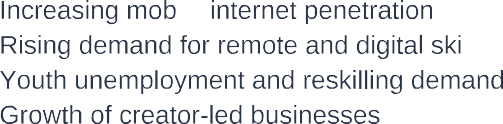 Increasing mob internet penetration
Rising demand for remote and digital ski
Youth unemployment and reskilling demand
Growth of creator-led businesses